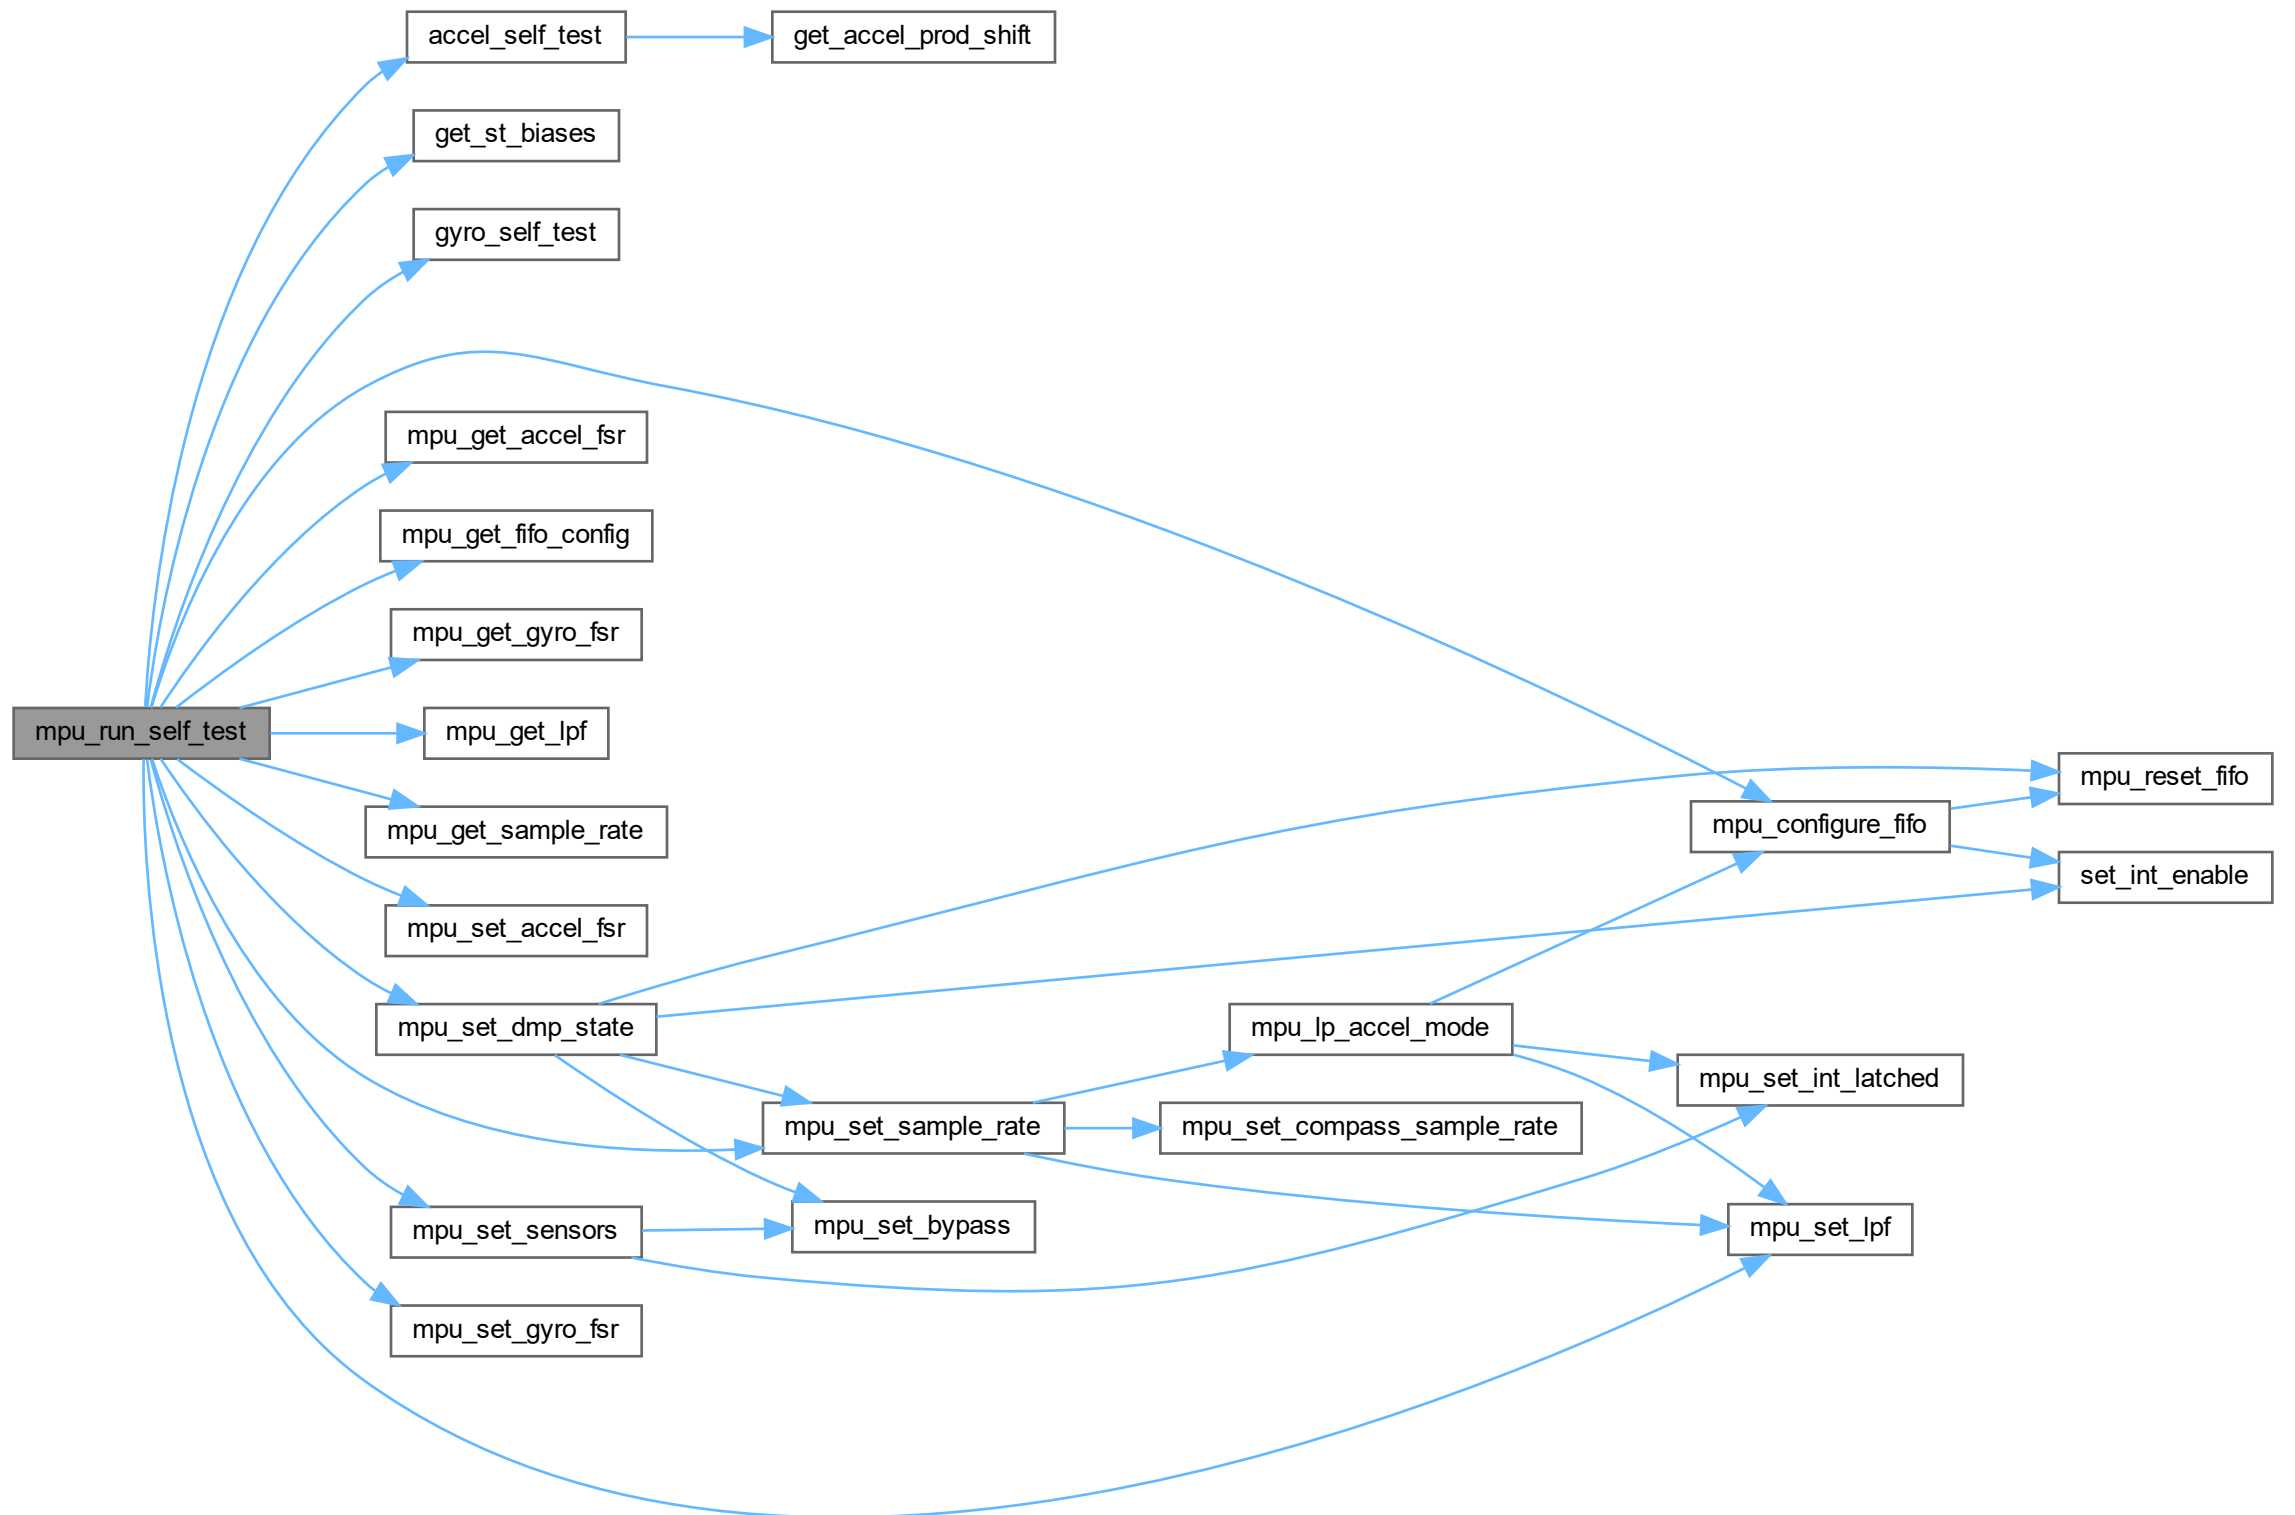 accel_self_test
get_accel_prod_shift
get_st_biases
gyro_self_test
mpu_get_accel_fsr
mpu_get_fifo_config
mpu_get_gyro_fsr
mpu_run_self_test
mpu_get_lpf
mpu_reset_fifo
mpu_get_sample_rate
mpu_configure_fifo
set_int_enable
mpu_set_accel_fsr
mpu_set_dmp_state
mpu_lp_accel_mode
mpu_set_int_latched
mpu_set_sample_rate
mpu_set_compass_sample_rate
mpu_set_sensors
mpu_set_bypass
mpu_set_lpf
mpu_set_gyro_fsr